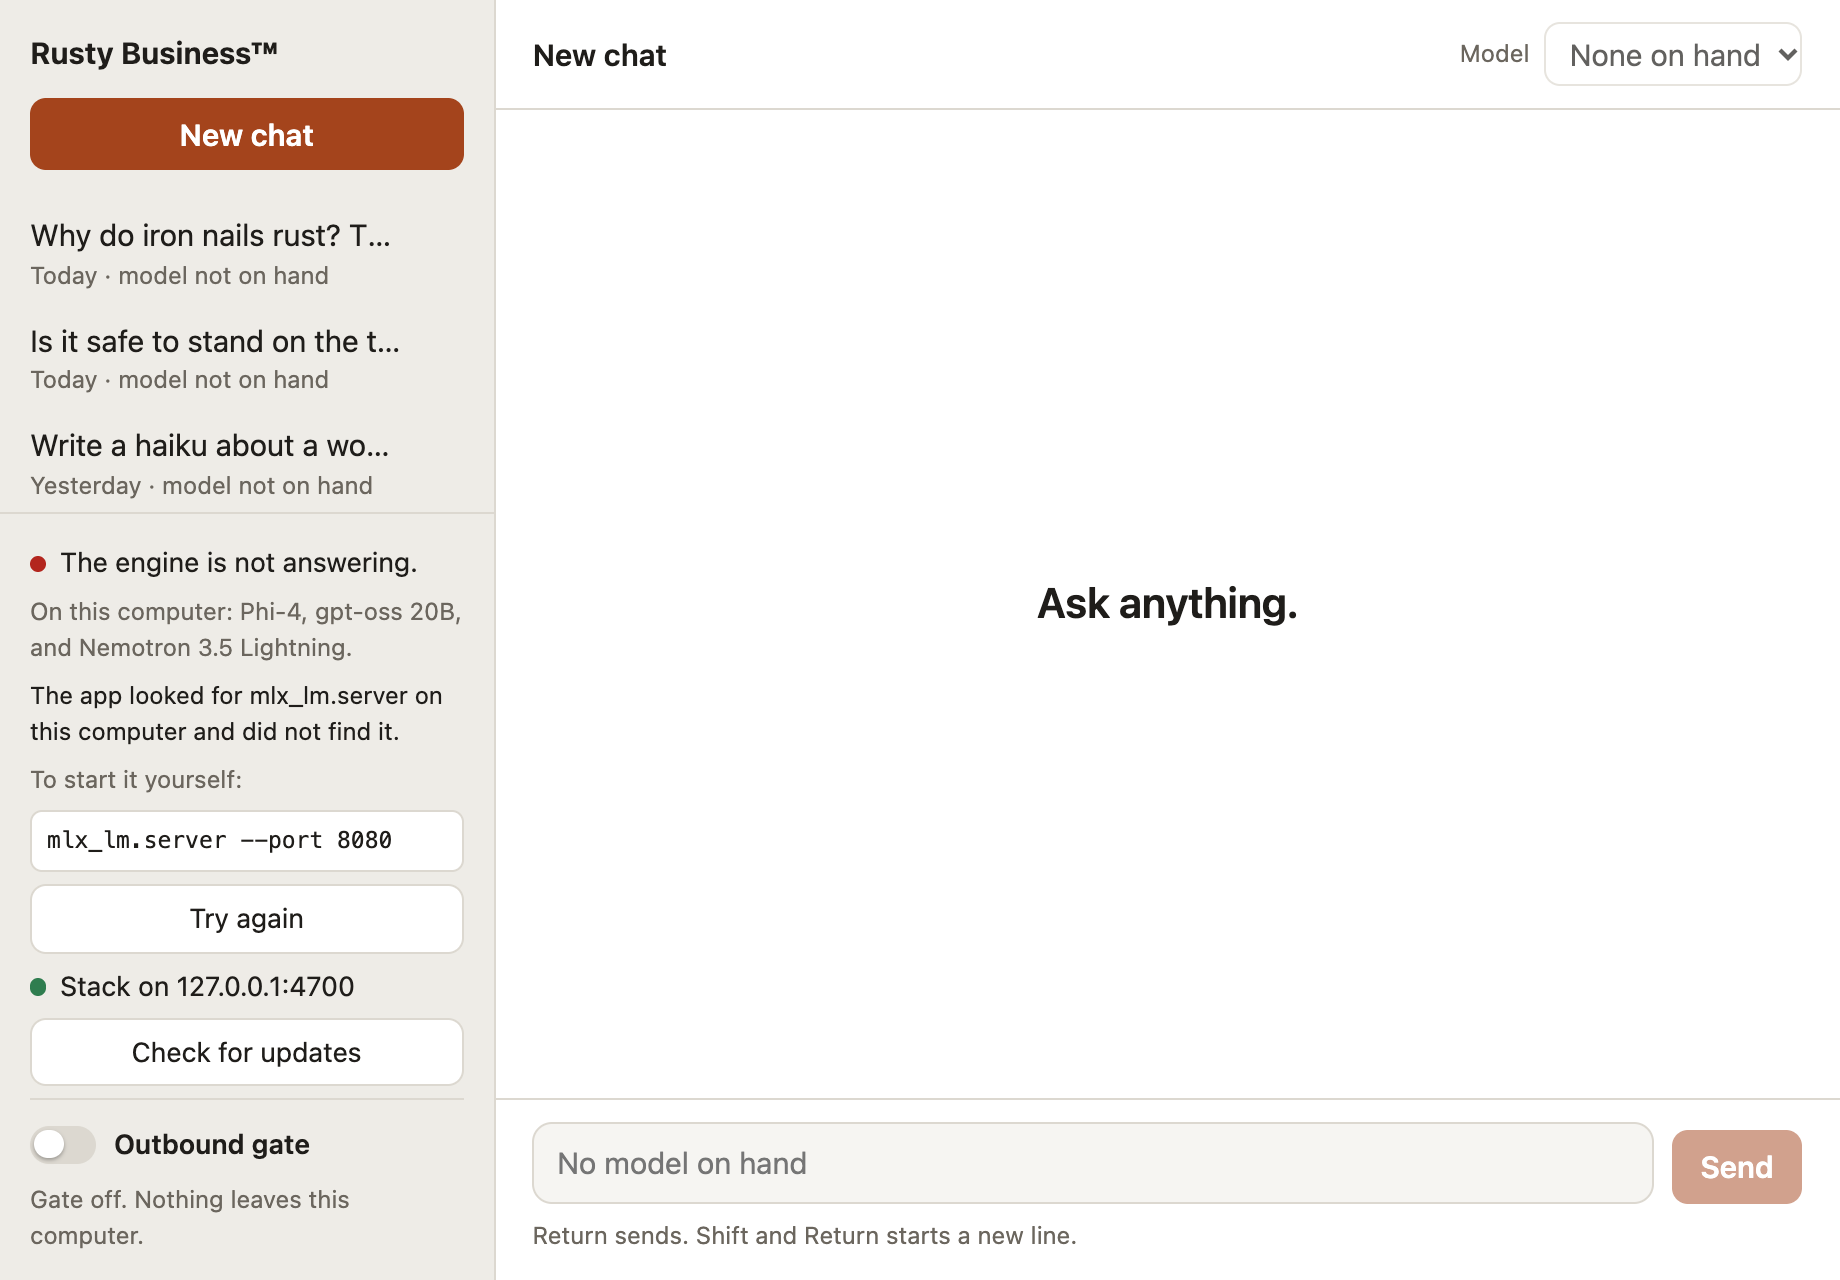 Rusty Business™
New chat
Why do iron nails rust? T...
Today · model not on hand
Is it safe to stand on the t...
Today · model not on hand
Write a haiku about a wo...
Yesterday · model not on hand
The engine is not answering.
On this computer: Phi-4, gpt-oss 20B,
and Nemotron 3.5 Lightning.
The app looked for mlx_lm.server on
this computer and did not find it.
To start it yourself:
mlx_lm.server --port 8080
Try again
Stack on 127.0.0.1:4700
Check for updates
Outbound gate
Gate off. Nothing leaves this
computer.
New chat
Model
None on hand
Ask anything.
No model on hand
Send
Return sends. Shift and Return starts a new line.